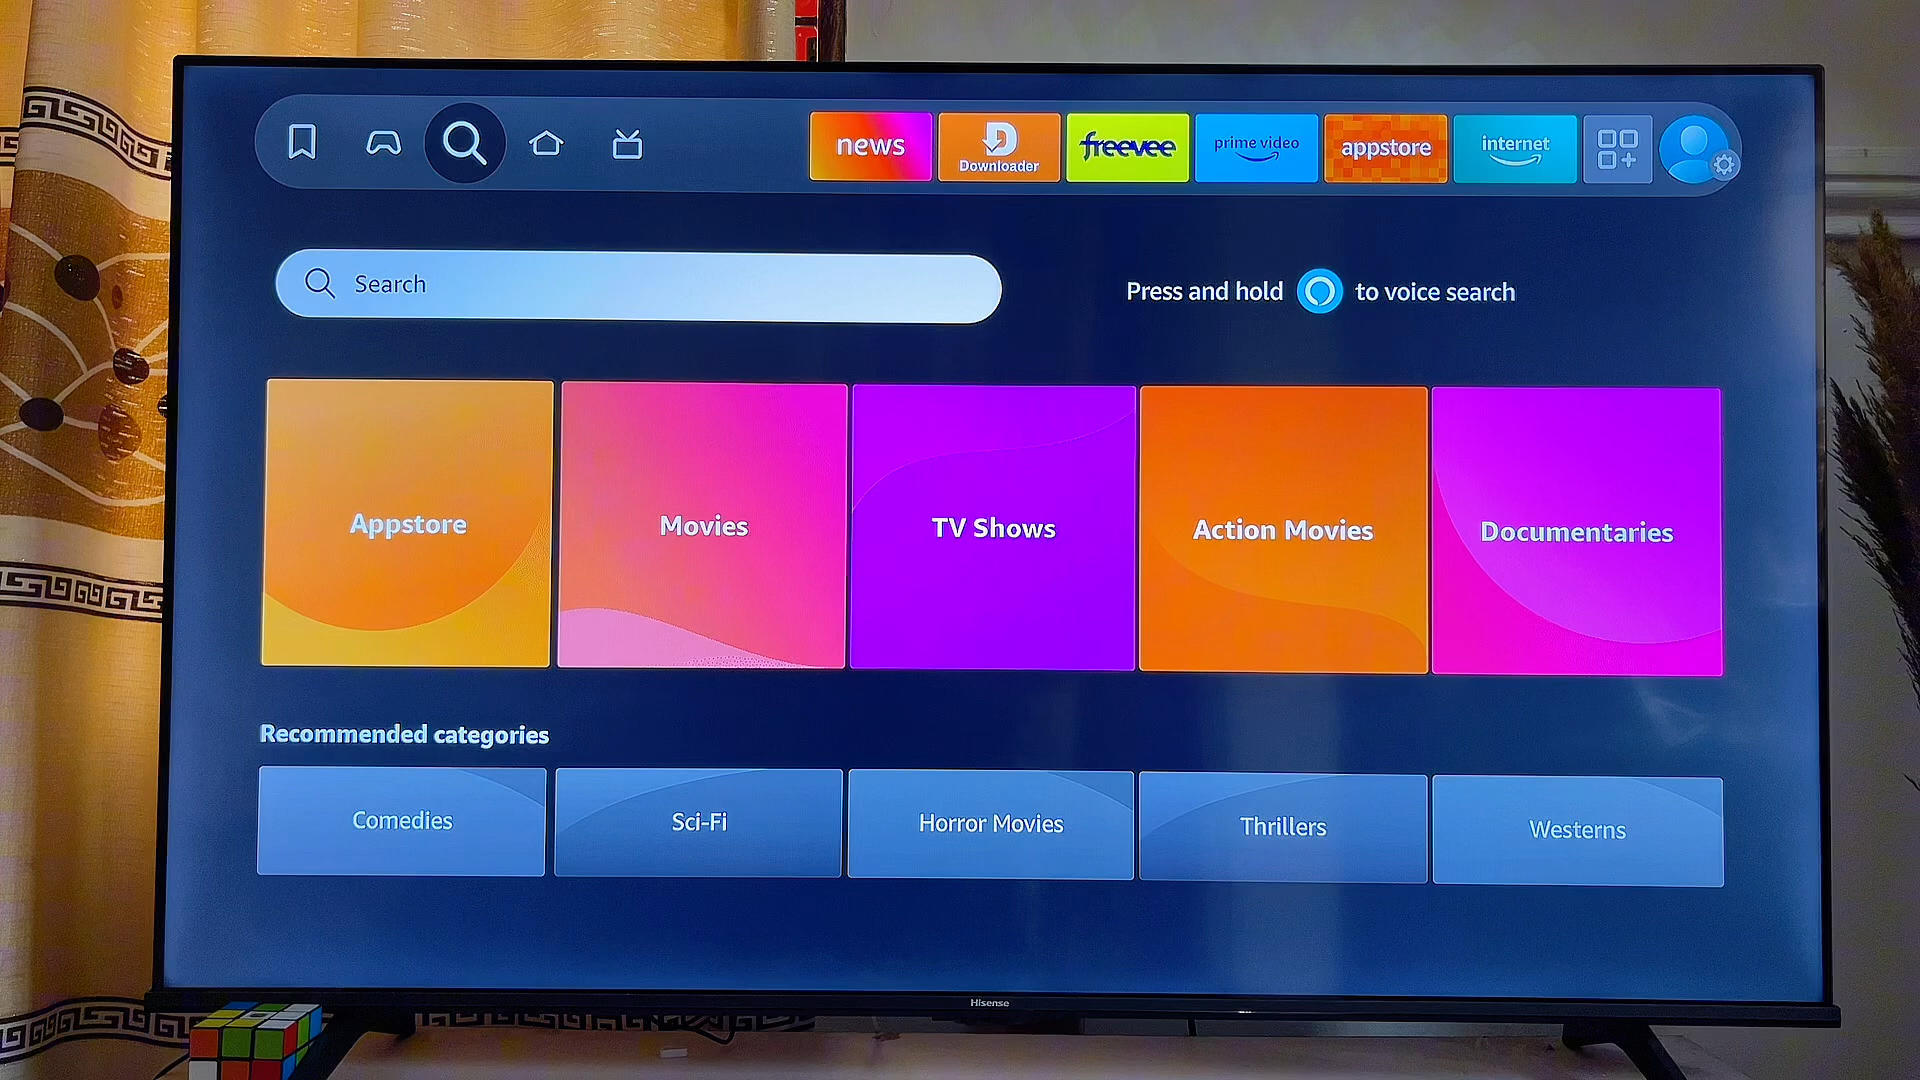 news
Downloader
freevee
prime video
appstore
internet
Search
Press and hold to voice search
Appstore
Movies
TV Shows
Action Movies
Documentaries
Recommended categories
Comedies
Sci-Fi
Horror Movies
Thrillers
Westerns
Hisense